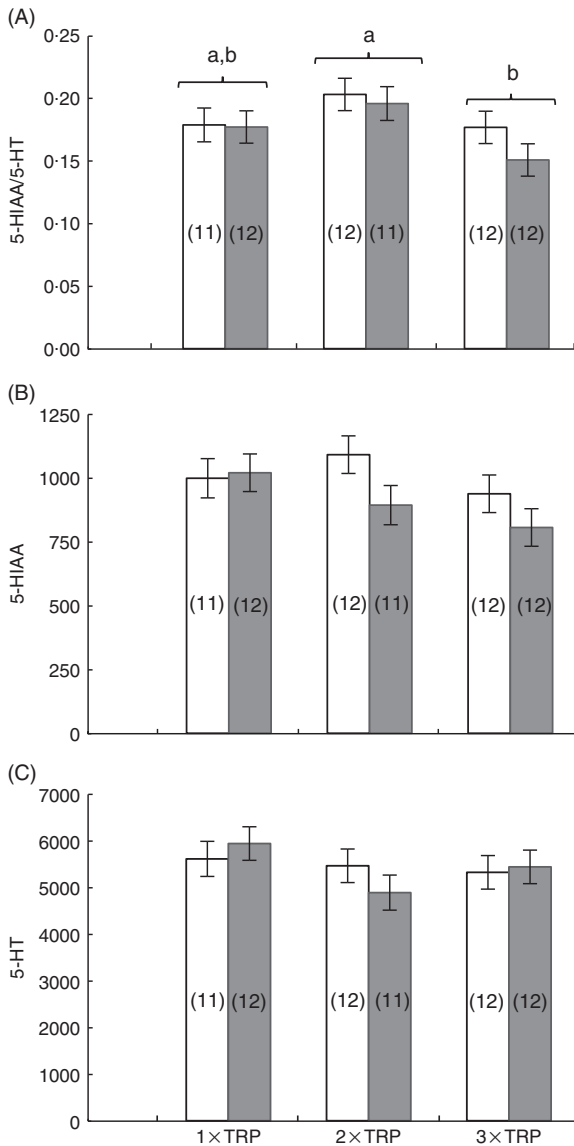 (A)
0·25
0·20
0·15
0·10
0·05
0·00
5-HIAA/5-HT
a,b
a
b
(11) (12) (12) (11) (12) (12)
(B)
1250
1000
750
500
250
0
5-HIAA
(11) (12) (12) (11) (12) (12)
(C)
7000
6000
5000
4000
3000
2000
1000
0
5-HT
(11) (12) (12) (11) (12) (12)
1×TRP 2×TRP 3×TRP